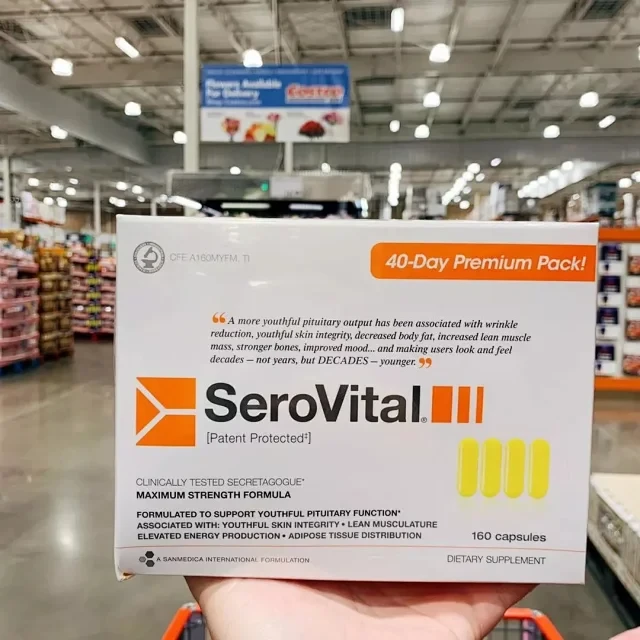 Flowers Available
For Delivery
Costco
CFE A160MYFM, TI
40-Day Premium Pack!
“A more youthful pituitary output has been associated with wrinkle
reduction, youthful skin integrity, decreased body fat, increased lean muscle
mass, stronger bones, improved mood... and making users look and feel
decades – not years, but DECADES – younger.”
SeroVital®
[Patent Protected‡]
CLINICALLY TESTED SECRETAGOGUE*
MAXIMUM STRENGTH FORMULA
FORMULATED TO SUPPORT YOUTHFUL PITUITARY FUNCTION*
ASSOCIATED WITH: YOUTHFUL SKIN INTEGRITY • LEAN MUSCULATURE
ELEVATED ENERGY PRODUCTION • ADIPOSE TISSUE DISTRIBUTION
160 capsules
A SANMEDICA INTERNATIONAL FORMULATION
DIETARY SUPPLEMENT